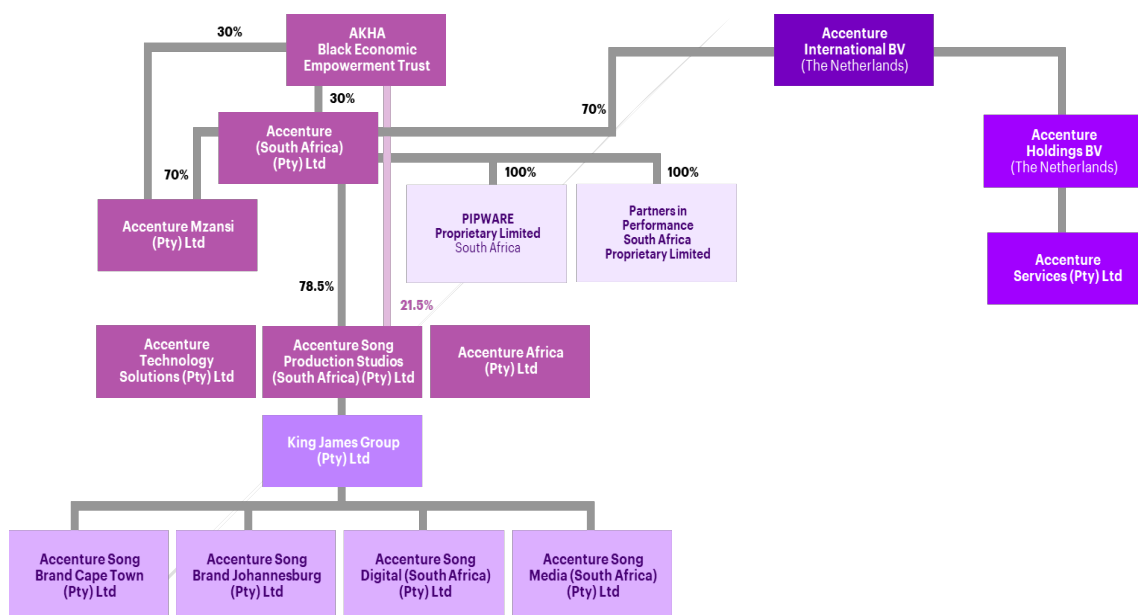 30%
AKHA
Black Economic
Empowerment Trust
Accenture
International BV
(The Netherlands)
30%
70%
Accenture
(South Africa)
(Pty) Ltd
Accenture
Holdings BV
(The Netherlands)
70%
100%
100%
Accenture Mzansi
(Pty) Ltd
PIPWARE
Proprietary Limited
South Africa
Partners in
Performance
South Africa
Proprietary Limited
Accenture
Services (Pty) Ltd
78.5%
21.5%
Accenture
Technology
Solutions (Pty) Ltd
Accenture Song
Production Studios
(South Africa) (Pty) Ltd
Accenture Africa
(Pty) Ltd
King James Group
(Pty) Ltd
Accenture Song
Brand Cape Town
(Pty) Ltd
Accenture Song
Brand Johannesburg
(Pty) Ltd
Accenture Song
Digital (South Africa)
(Pty) Ltd
Accenture Song
Media (South Africa)
(Pty) Ltd